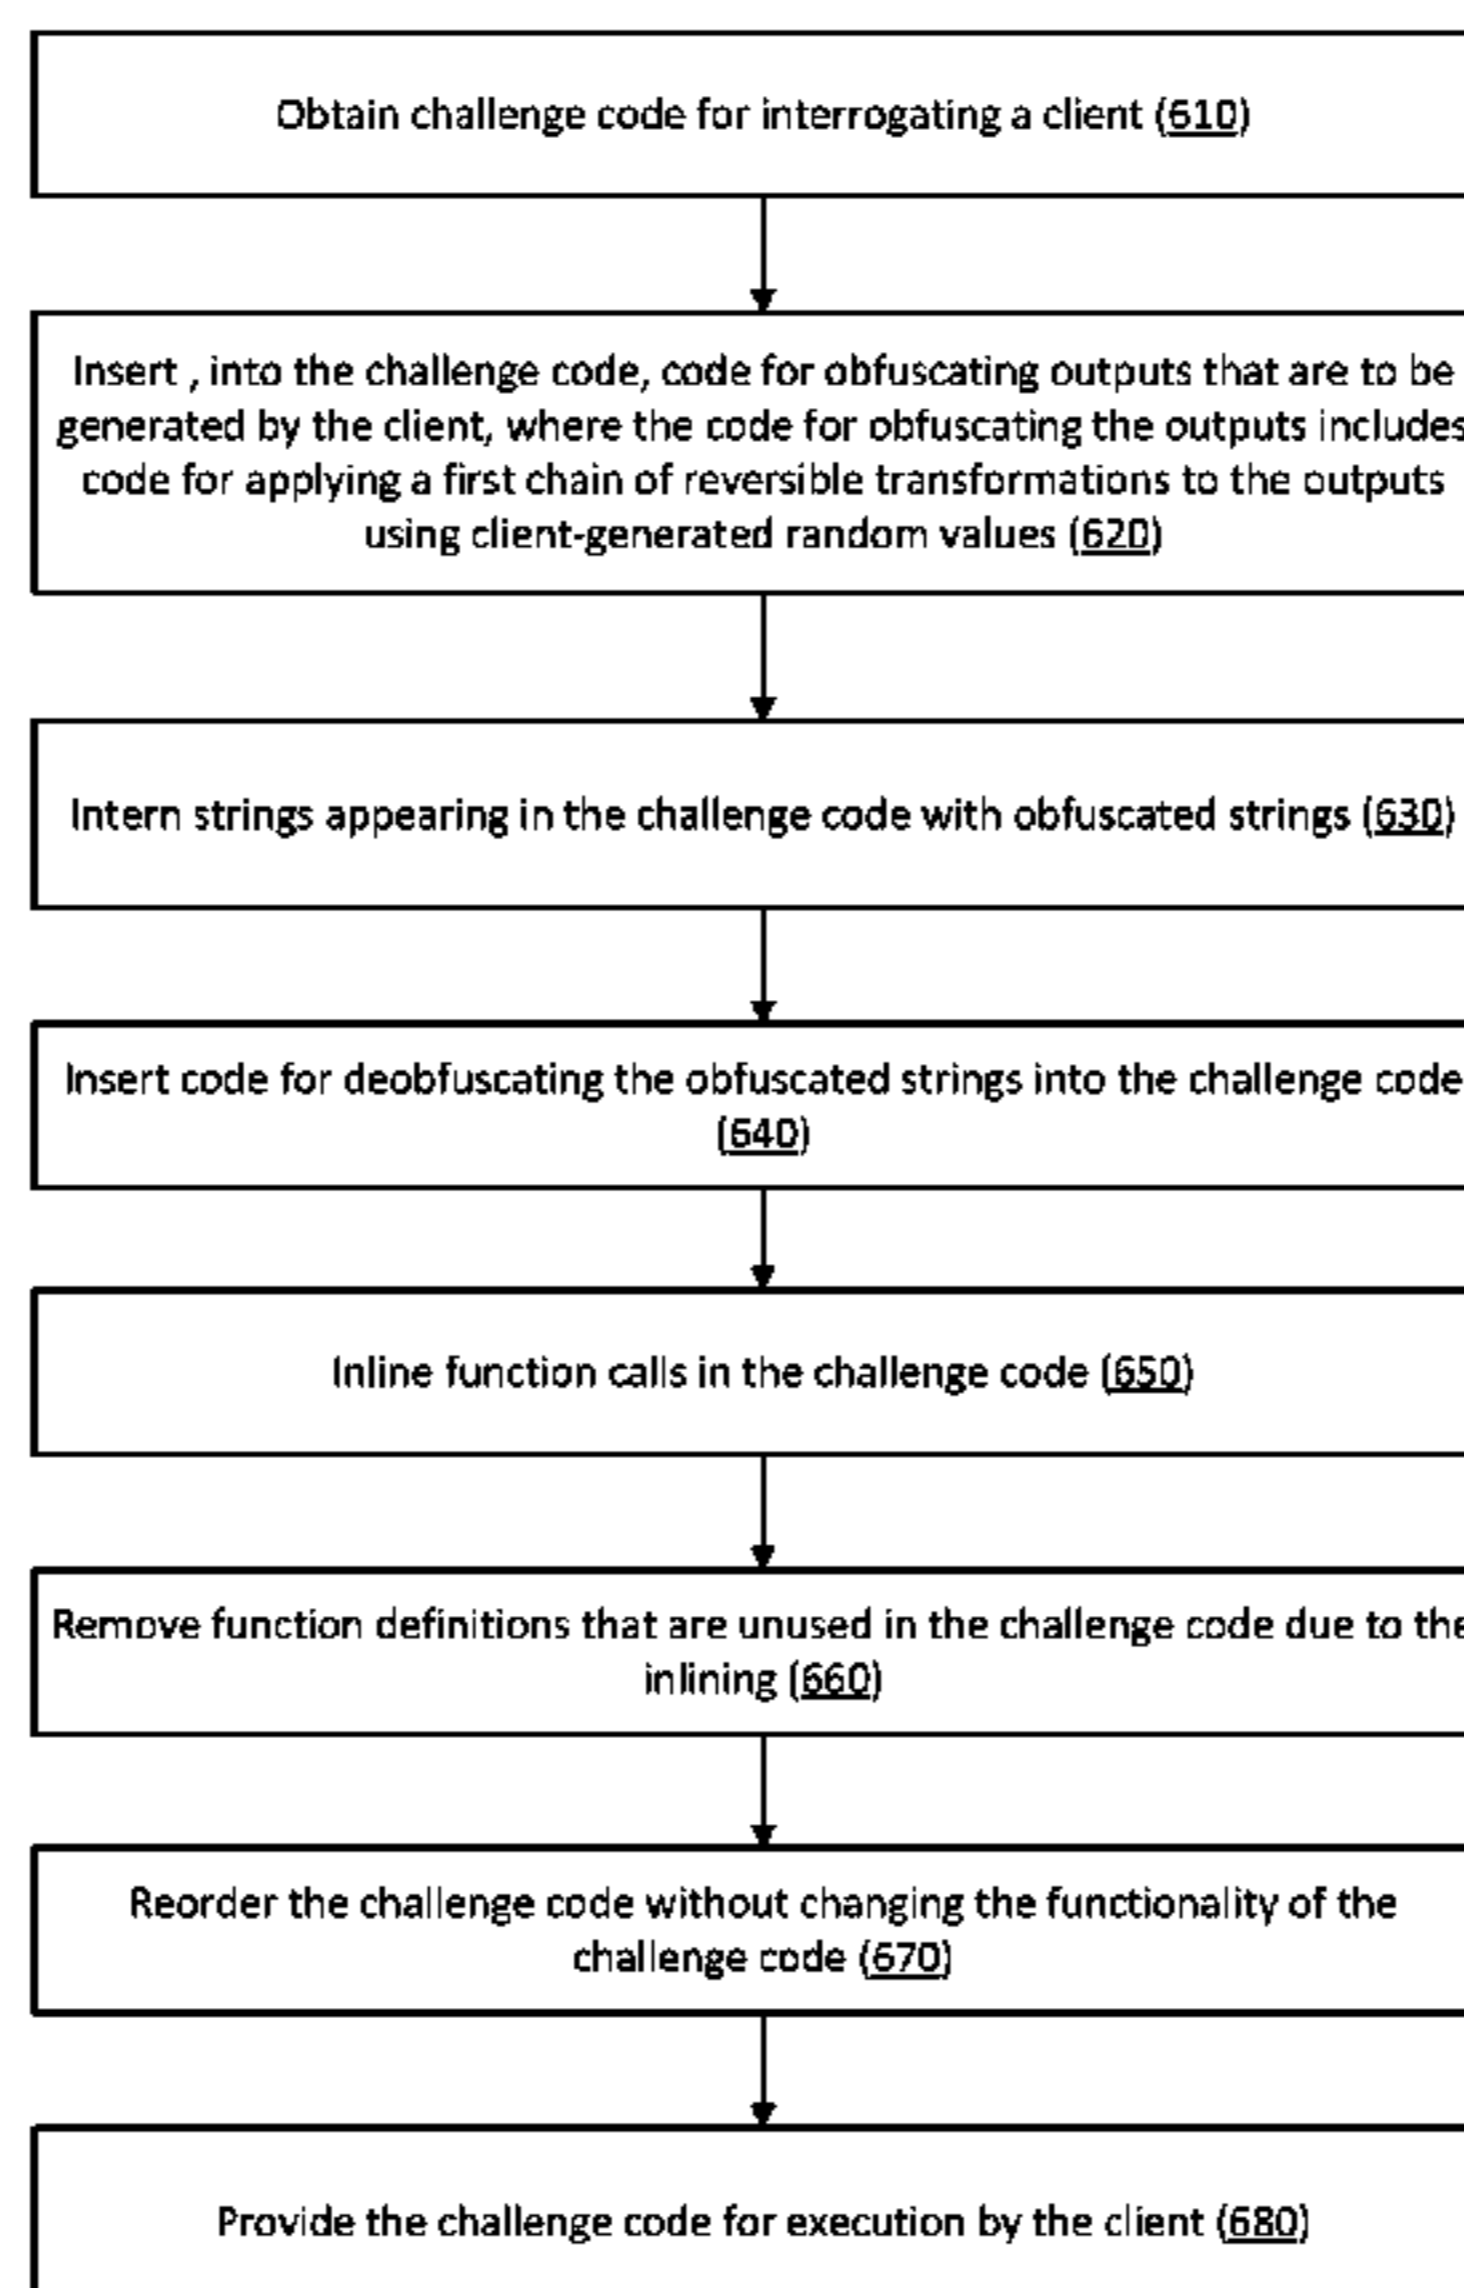 Obtain challenge code for interrogating a client (610)
Insert , into the challenge code, code for obfuscating outputs that are to be
generated by the client, where the code for obfuscating the outputs includes
code for applying a first chain of reversible transformations to the outputs
using client-generated random values (620)
Intern strings appearing in the challenge code with obfuscated strings (630)
Insert code for deobfuscating the obfuscated strings into the challenge code
(640)
Inline function calls in the challenge code (650)
Remove function definitions that are unused in the challenge code due to the
inlining (660)
Reorder the challenge code without changing the functionality of the
challenge code (670)
Provide the challenge code for execution by the client (680)